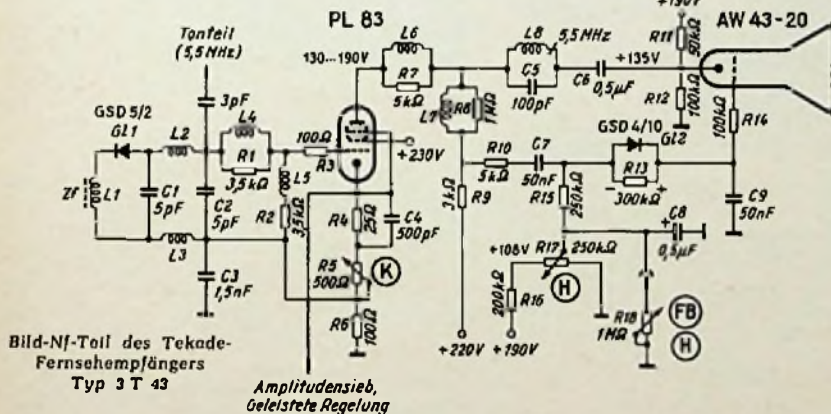 PL 83
+190V
AW 43-20
Tonteil
(5,5 MHz)
L6
L8
5,5 MHz
R11
50kΩ
130...190V
+135V
R7
5kΩ
C5
100pF
C6
0,5µF
R12
100kΩ
3pF
L7
R8
1MΩ
GSD 5/2
Gl1
L2
L4
100Ω
R3
+230V
GSD 4/10
Gl2
100kΩ
R14
R10
5kΩ
C7
50nF
R13
300kΩ
- +
Zf
L1
C1
5pF
R1
3,5kΩ
L5
R2
3,5kΩ
C2
5pF
R4
25Ω
C4
500pF
3kΩ
R9
R15
250kΩ
C9
50nF
+
C8
0,5µF
L3
R5
500Ω
K
+108V
R17
250kΩ
H
C3
1,5nF
R6
100Ω
200kΩ
R16
R18
1MΩ
FB
H
+220V
+190V
Bild-Nf-Teil des Tekade-
Fernsehempfängers
Typ 3 T 43
Amplitudensieb,
Geleistete Regelung